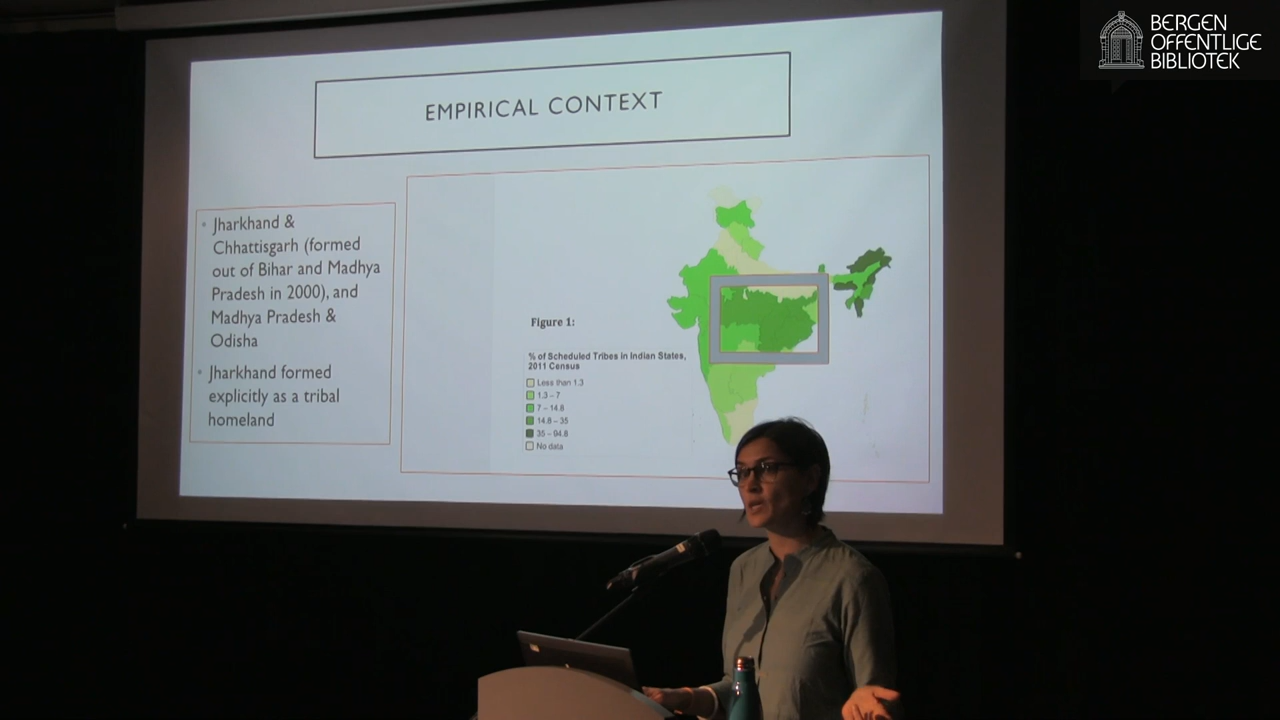 BERGEN
OFFENTLIGE
BIBLIOTEK
EMPIRICAL CONTEXT
• Jharkhand &
Chhattisgarh (formed
out of Bihar and Madhya
Pradesh in 2000), and
Madhya Pradesh &
Odisha
• Jharkhand formed
explicitly as a tribal
homeland
Figure 1:
% of Scheduled Tribes in Indian States,
2011 Census
Less than 1.3
1.3 – 7
7 – 14.8
14.8 – 35
35 – 94.8
No data